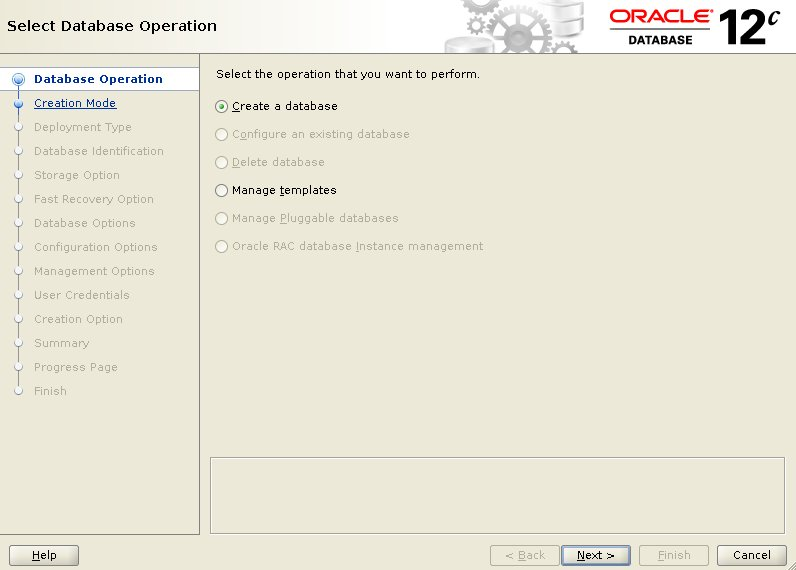 Select Database Operation
ORACLE®
DATABASE
12c
Database Operation
Creation Mode
Deployment Type
Database Identification
Storage Option
Fast Recovery Option
Database Options
Configuration Options
Management Options
User Credentials
Creation Option
Summary
Progress Page
Finish
Select the operation that you want to perform.
Create a database
Configure an existing database
Delete database
Manage templates
Manage Pluggable databases
Oracle RAC database Instance management
Help
< Back
Next >
Finish
Cancel